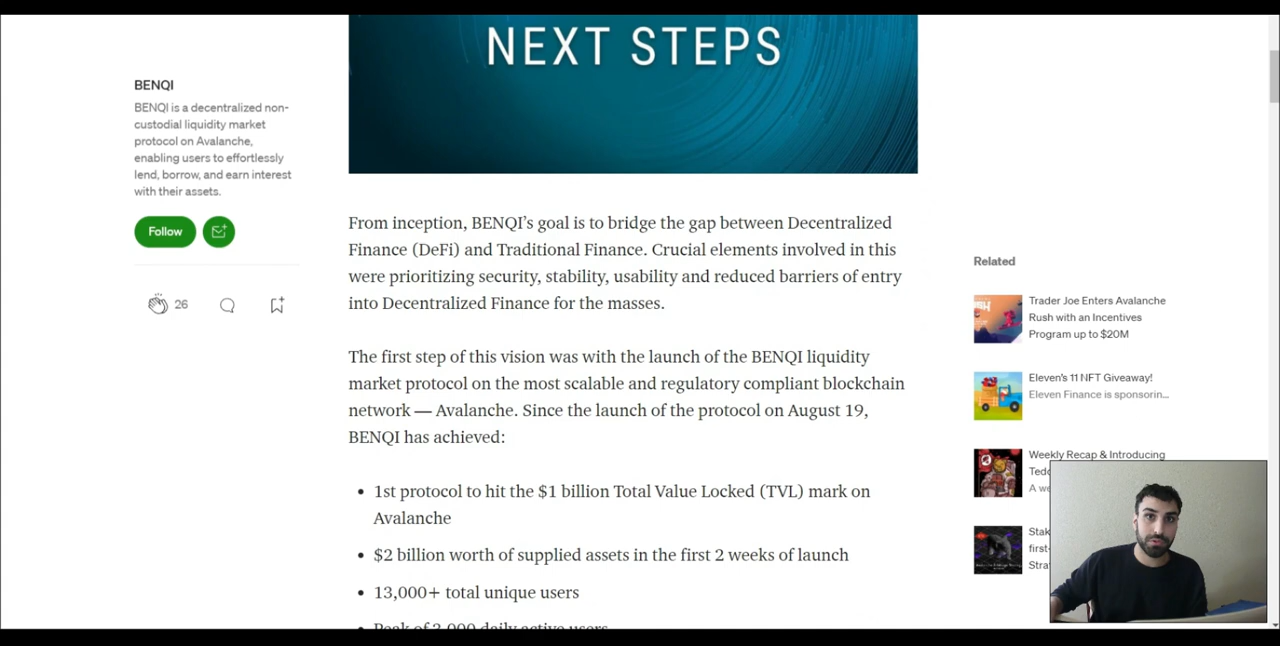 NEXT STEPS
BENQI
BENQI is a decentralized non-
custodial liquidity market
protocol on Avalanche,
enabling users to effortlessly
lend, borrow, and earn interest
with their assets.
Follow
26
From inception, BENQI’s goal is to bridge the gap between Decentralized
Finance (DeFi) and Traditional Finance. Crucial elements involved in this
were prioritizing security, stability, usability and reduced barriers of entry
into Decentralized Finance for the masses.
The first step of this vision was with the launch of the BENQI liquidity
market protocol on the most scalable and regulatory compliant blockchain
network — Avalanche. Since the launch of the protocol on August 19,
BENQI has achieved:
• 1st protocol to hit the $1 billion Total Value Locked (TVL) mark on
Avalanche
• $2 billion worth of supplied assets in the first 2 weeks of launch
• 13,000+ total unique users
• Peak of 3,000 daily active users
Related
Trader Joe Enters Avalanche
Rush with an Incentives
Program up to $20M
Eleven’s 11 NFT Giveaway!
Eleven Finance is sponsorin...
Weekly Recap & Introducing